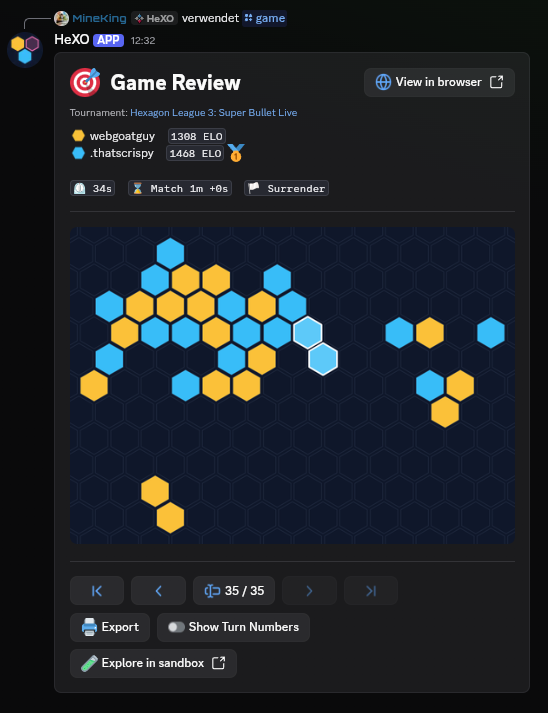 MineKing HeXO verwendet game
HeXO APP 12:32
Game Review
View in browser
Tournament: Hexagon League 3: Super Bullet Live
webgoatguy 1308 ELO
.thatscrispy 1468 ELO
34s Match 1m +0s Surrender
35 / 35
Export Show Turn Numbers
Explore in sandbox